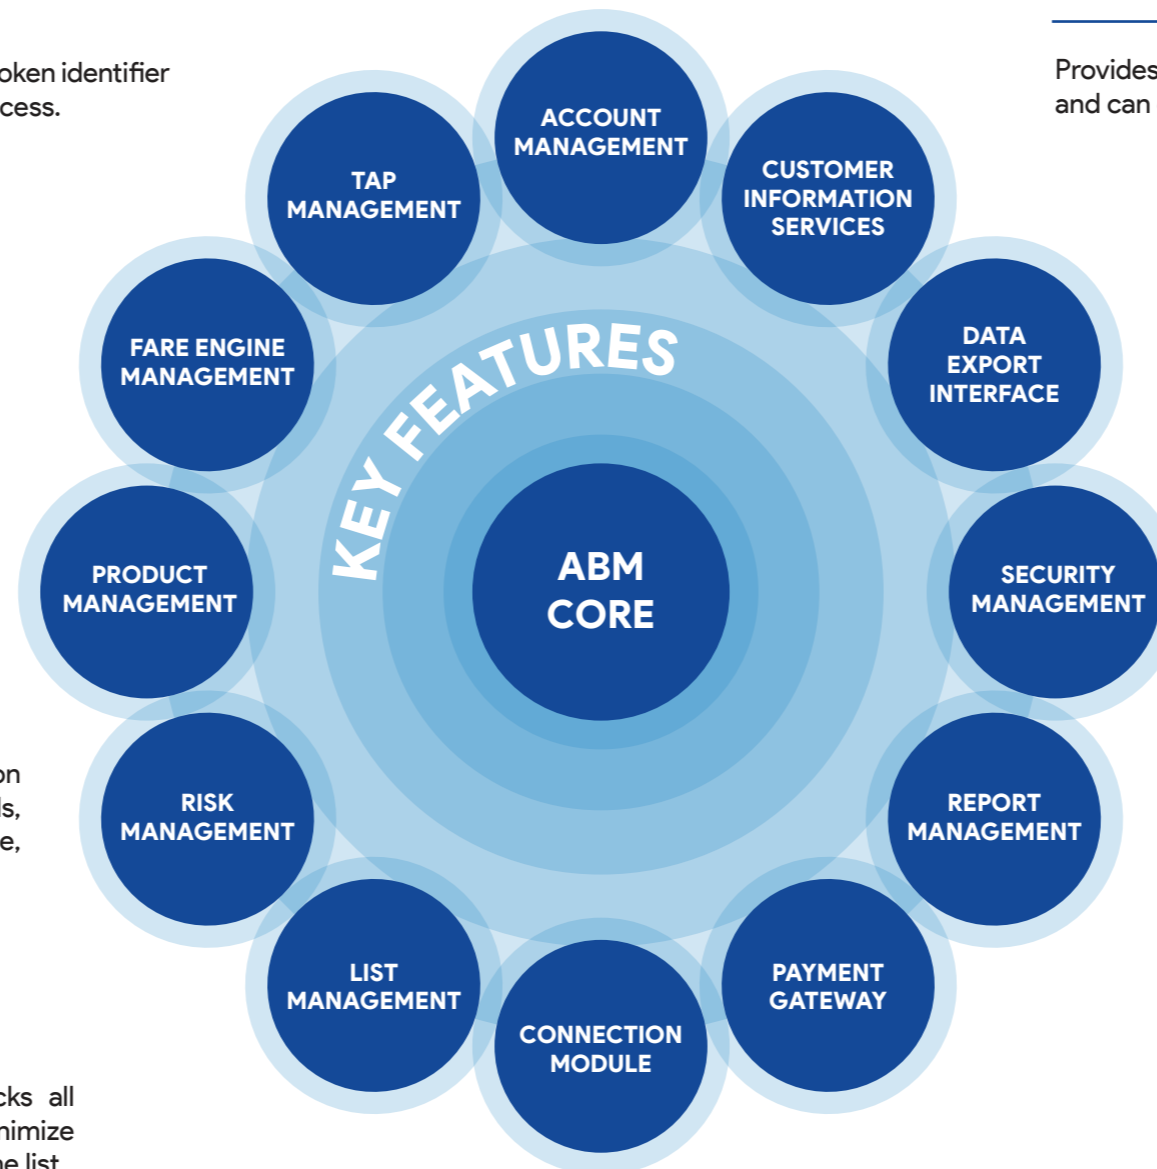 oken identifier
cess.
Provides
and can
ACCOUNT
MANAGEMENT
CUSTOMER
INFORMATION
SERVICES
TAP
MANAGEMENT
DATA
EXPORT
INTERFACE
FARE ENGINE
MANAGEMENT
KEY FEATURES
ABM
CORE
SECURITY
MANAGEMENT
PRODUCT
MANAGEMENT
on
ls,
e,
RISK
MANAGEMENT
REPORT
MANAGEMENT
LIST
MANAGEMENT
PAYMENT
GATEWAY
CONNECTION
MODULE
cks all
nimize
ne list